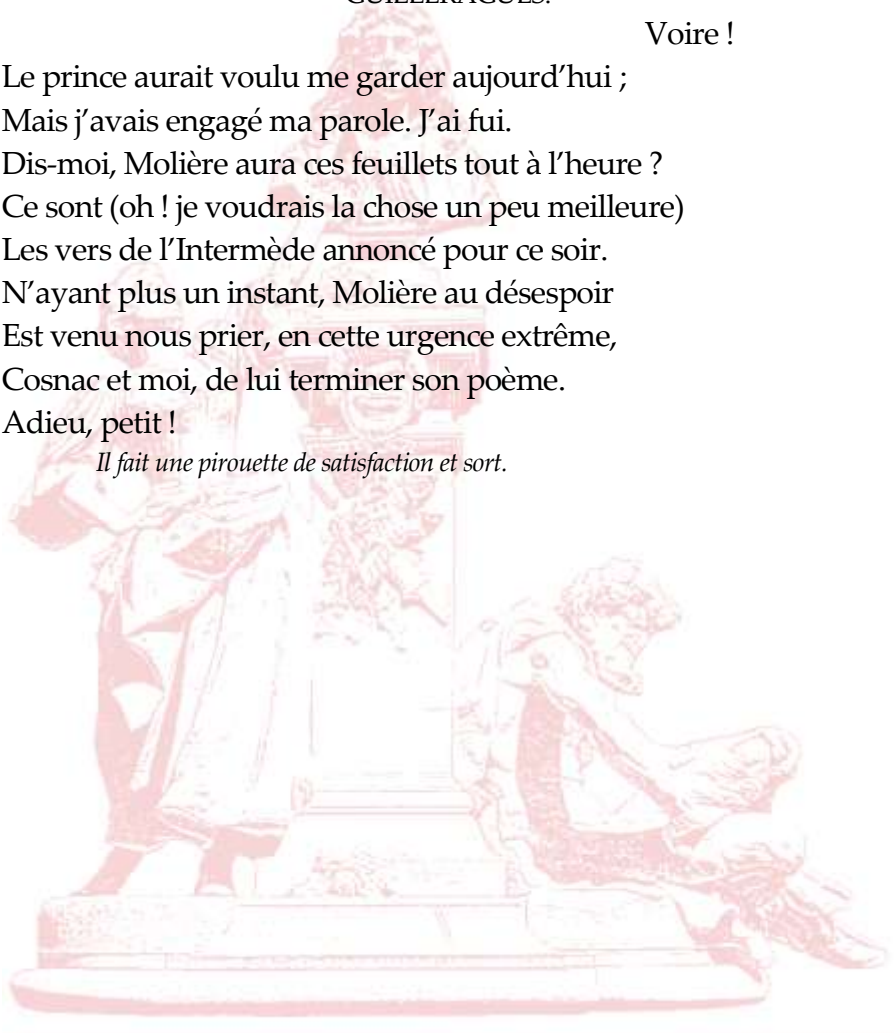 GUILLERAGUES.
Voire !
Le prince aurait voulu me garder aujourd’hui ;
Mais j’avais engagé ma parole. J’ai fui.
Dis-moi, Molière aura ces feuillets tout à l’heure ?
Ce sont (oh ! je voudrais la chose un peu meilleure)
Les vers de l’Intermède annoncé pour ce soir.
N’ayant plus un instant, Molière au désespoir
Est venu nous prier, en cette urgence extrême,
Cosnac et moi, de lui terminer son poème.
Adieu, petit !
Il fait une pirouette de satisfaction et sort.